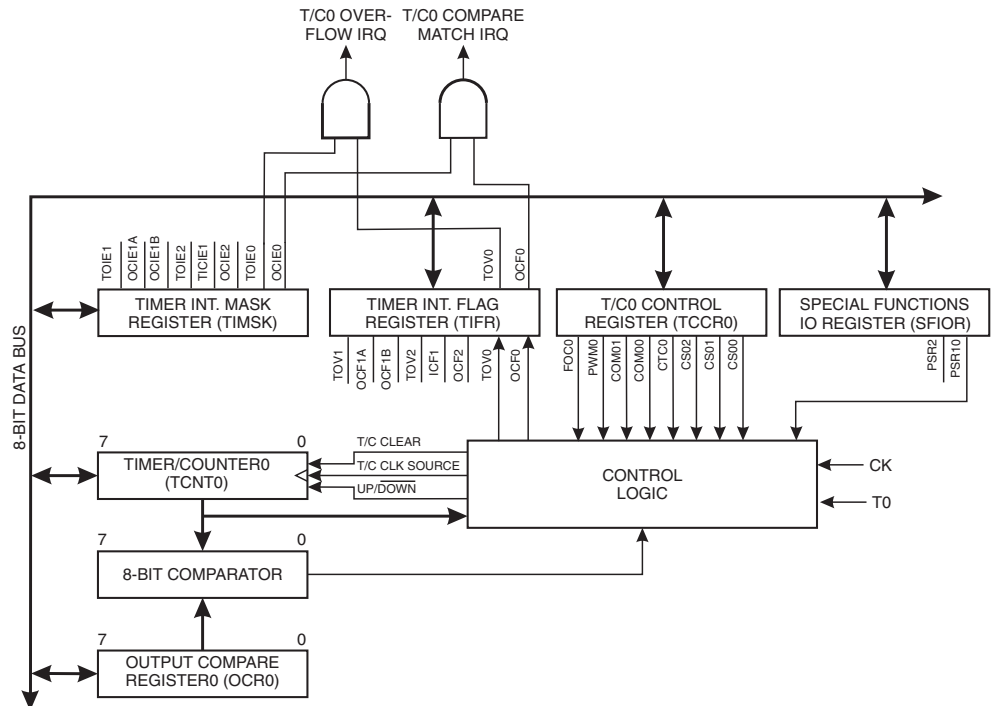 T/C0 OVER-
FLOW IRQ
T/C0 COMPARE
MATCH IRQ
8-BIT DATA BUS
TOIE1
OCIE1A
OCIE1B
TOIE2
TICIE1
OCIE2
TOIE0
OCIE0
TOV0
OCF0
TIMER INT. MASK
REGISTER (TIMSK)
TIMER INT. FLAG
REGISTER (TIFR)
T/C0 CONTROL
REGISTER (TCCR0)
SPECIAL FUNCTIONS
IO REGISTER (SFIOR)
TOV1
OCF1A
OCF1B
TOV2
ICF1
OCF2
TOV0
OCF0
FOC0
PWM0
COM01
COM00
CTC0
CS02
CS01
CS00
PSR2
PSR10
7 0
TIMER/COUNTER0
(TCNT0)
T/C CLEAR
T/C CLK SOURCE
UP/DOWN
CONTROL
LOGIC
CK
T0
7 0
8-BIT COMPARATOR
7 0
OUTPUT COMPARE
REGISTER0 (OCR0)